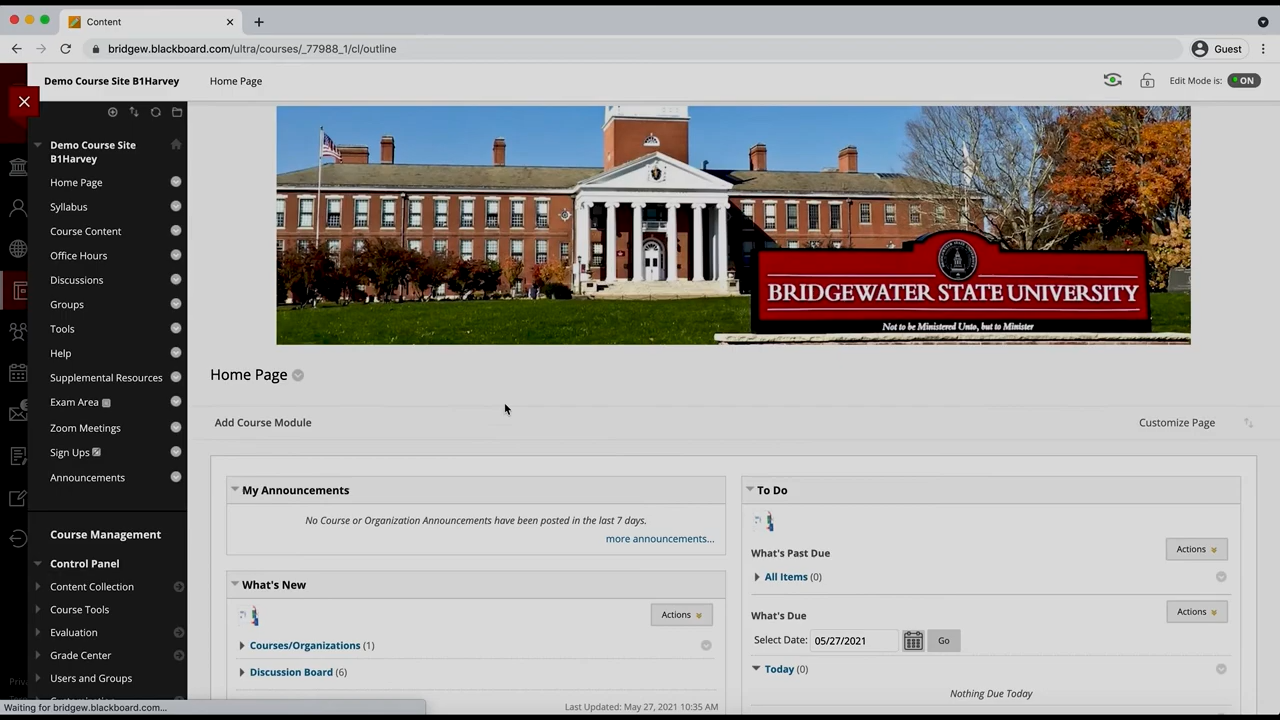 Content
bridgew.blackboard.com/ultra/courses/_77988_1/cl/outline
Guest
Demo Course Site B1Harvey
Home Page
Edit Mode is:
ON
Demo Course Site
B1Harvey
Home Page
Syllabus
Course Content
Office Hours
Discussions
Groups
Tools
Help
Supplemental Resources
Exam Area
Zoom Meetings
Sign Ups
Announcements
Course Management
Control Panel
Content Collection
Course Tools
Evaluation
Grade Center
Users and Groups
BRIDGEWATER STATE UNIVERSITY
Not to be Ministered Unto, but to Minister
Home Page
Add Course Module
Customize Page
My Announcements
No Course or Organization Announcements have been posted in the last 7 days.
more announcements...
What's New
Actions
Courses/Organizations (1)
Discussion Board (6)
Last Updated: May 27, 2021 10:35 AM
To Do
What's Past Due
Actions
All Items (0)
What's Due
Actions
Select Date: 05/27/2021 Go
Today (0)
Nothing Due Today
Waiting for bridgew.blackboard.com...